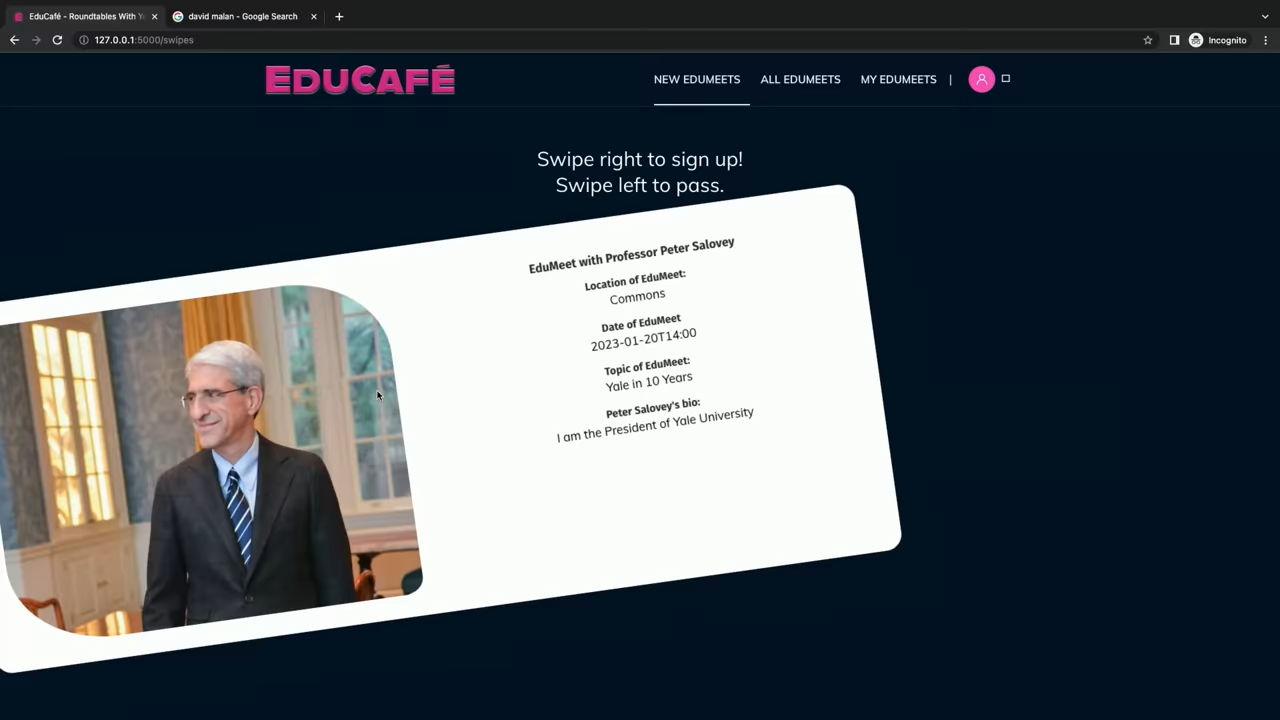 EduCafé - Roundtables With Y
david malan - Google Search
127.0.0.1:5000/swipes
Incognito
EDUCAFÉ
NEW EDUMEETS
ALL EDUMEETS
MY EDUMEETS
|
Swipe right to sign up!
Swipe left to pass.
EduMeet with Professor Peter Salovey
Location of EduMeet:
Commons
Date of EduMeet
2023-01-20T14:00
Topic of EduMeet:
Yale in 10 Years
Peter Salovey's bio:
I am the President of Yale University